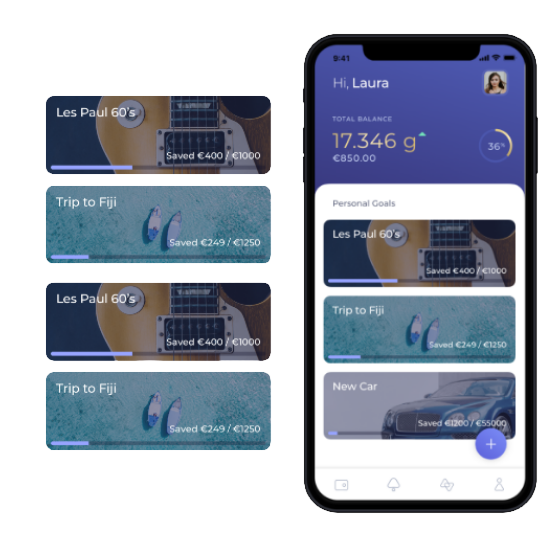 Les Paul 60's
Saved €400 / €1000
Trip to Fiji
Saved €249 / €1250
Les Paul 60's
Saved €400 / €1000
Trip to Fiji
Saved €249 / €1250
9:41
Hi, Laura
TOTAL BALANCE
17.346 g
€850.00
36%
Personal Goals
Les Paul 60's
Saved €400 / €1000
Trip to Fiji
Saved €249 / €1250
New Car
Saved €1200 / €55000
+